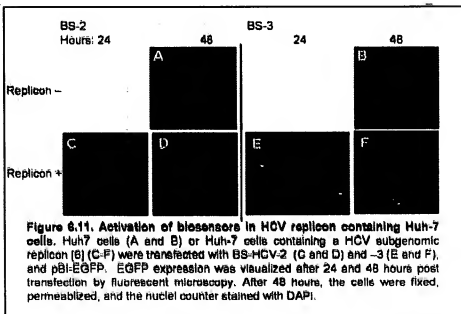 BS-2 BS-3
Hours: 24 48 24 48
A B
Replicon –
C D E F
Replicon +
Figure 6.11. Activation of biosensors in HCV replicon containing Huh-7
cells. Huh7 cells (A and B) or Huh-7 cells containing a HCV subgenomic
replicon [6] (C-F) were transfected with BS-HCV-2 (C and D) and –3 (E and F),
and pBI-EGFP. EGFP expression was visualized after 24 and 48 hours post
transfection by fluorescent microscopy. After 48 hours, the cells were fixed,
permeablized, and the nuclei counter stained with DAPI.